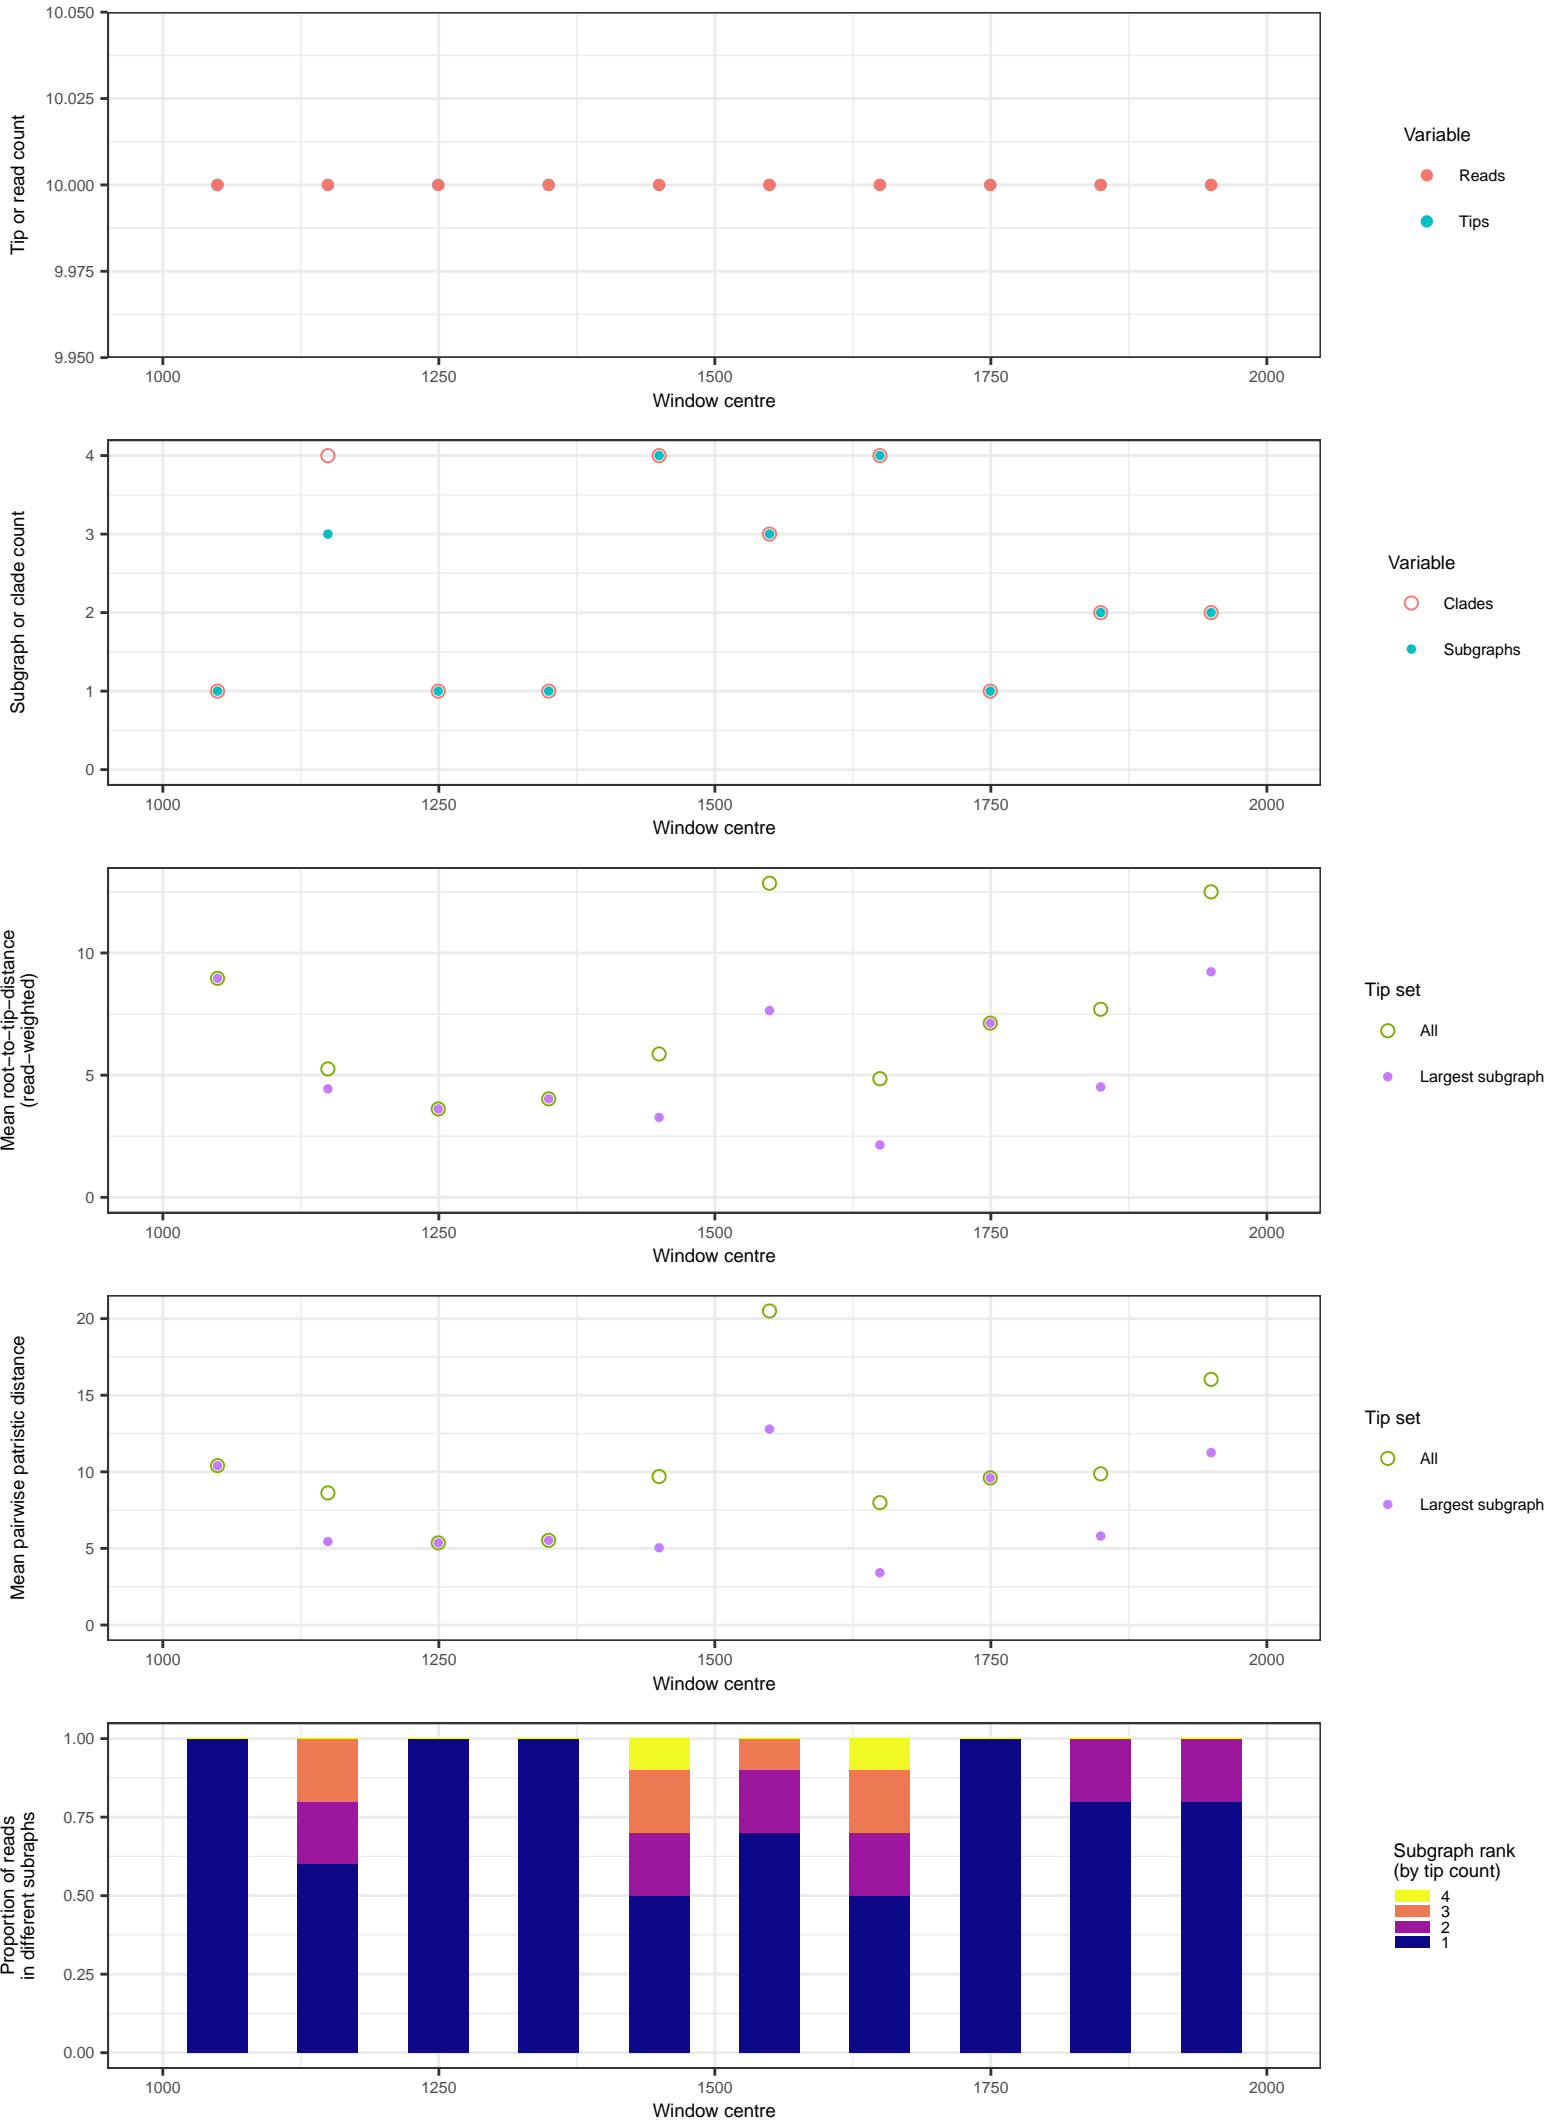 10.050
10.025
10.000
9.975
9.950
Tip or read count
1000 1250 1500 1750 2000
Window centre
Variable
Reads
Tips
4
3
2
1
0
Subgraph or clade count
1000 1250 1500 1750 2000
Window centre
Variable
Clades
Subgraphs
10
5
0
Mean root−to−tip−distance
(read−weighted)
1000 1250 1500 1750 2000
Window centre
Tip set
All
Largest subgraph
20
15
10
5
0
Mean pairwise patristic distance
1000 1250 1500 1750 2000
Window centre
Tip set
All
Largest subgraph
1.00
0.75
0.50
0.25
0.00
Proportion of reads
in different subraphs
1000 1250 1500 1750 2000
Window centre
Subgraph rank
(by tip count)
4
3
2
1